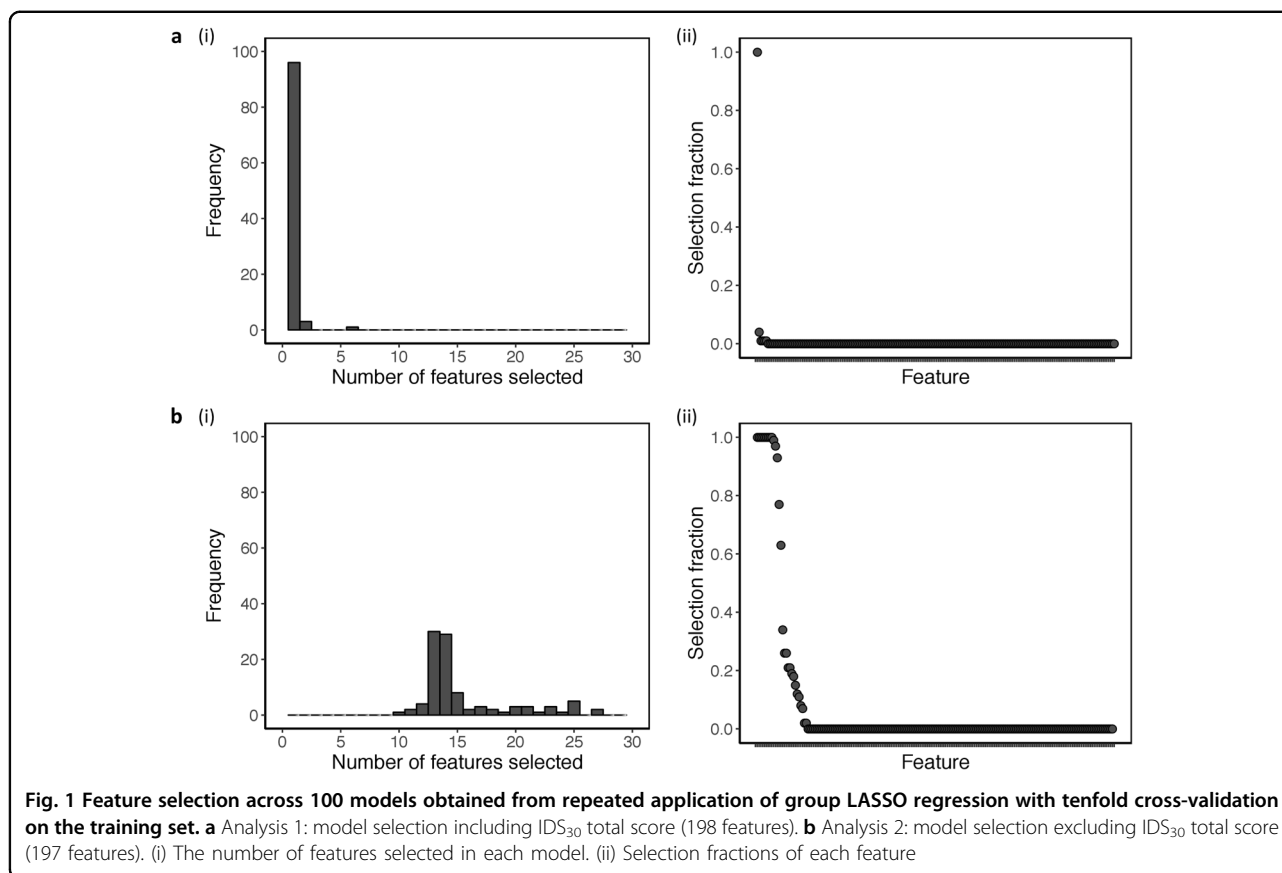 a (i)
100
80
60
40
20
0
Frequency
0 5 10 15 20 25 30
Number of features selected
(ii)
1.0
0.8
0.6
0.4
0.2
0.0
Selection fraction
Feature
b (i)
100
80
60
40
20
0
Frequency
0 5 10 15 20 25 30
Number of features selected
(ii)
1.0
0.8
0.6
0.4
0.2
0.0
Selection fraction
Feature
Fig. 1 Feature selection across 100 models obtained from repeated application of group LASSO regression with tenfold cross-validation
on the training set. a Analysis 1: model selection including IDS₃₀ total score (198 features). b Analysis 2: model selection excluding IDS₃₀ total score
(197 features). (i) The number of features selected in each model. (ii) Selection fractions of each feature